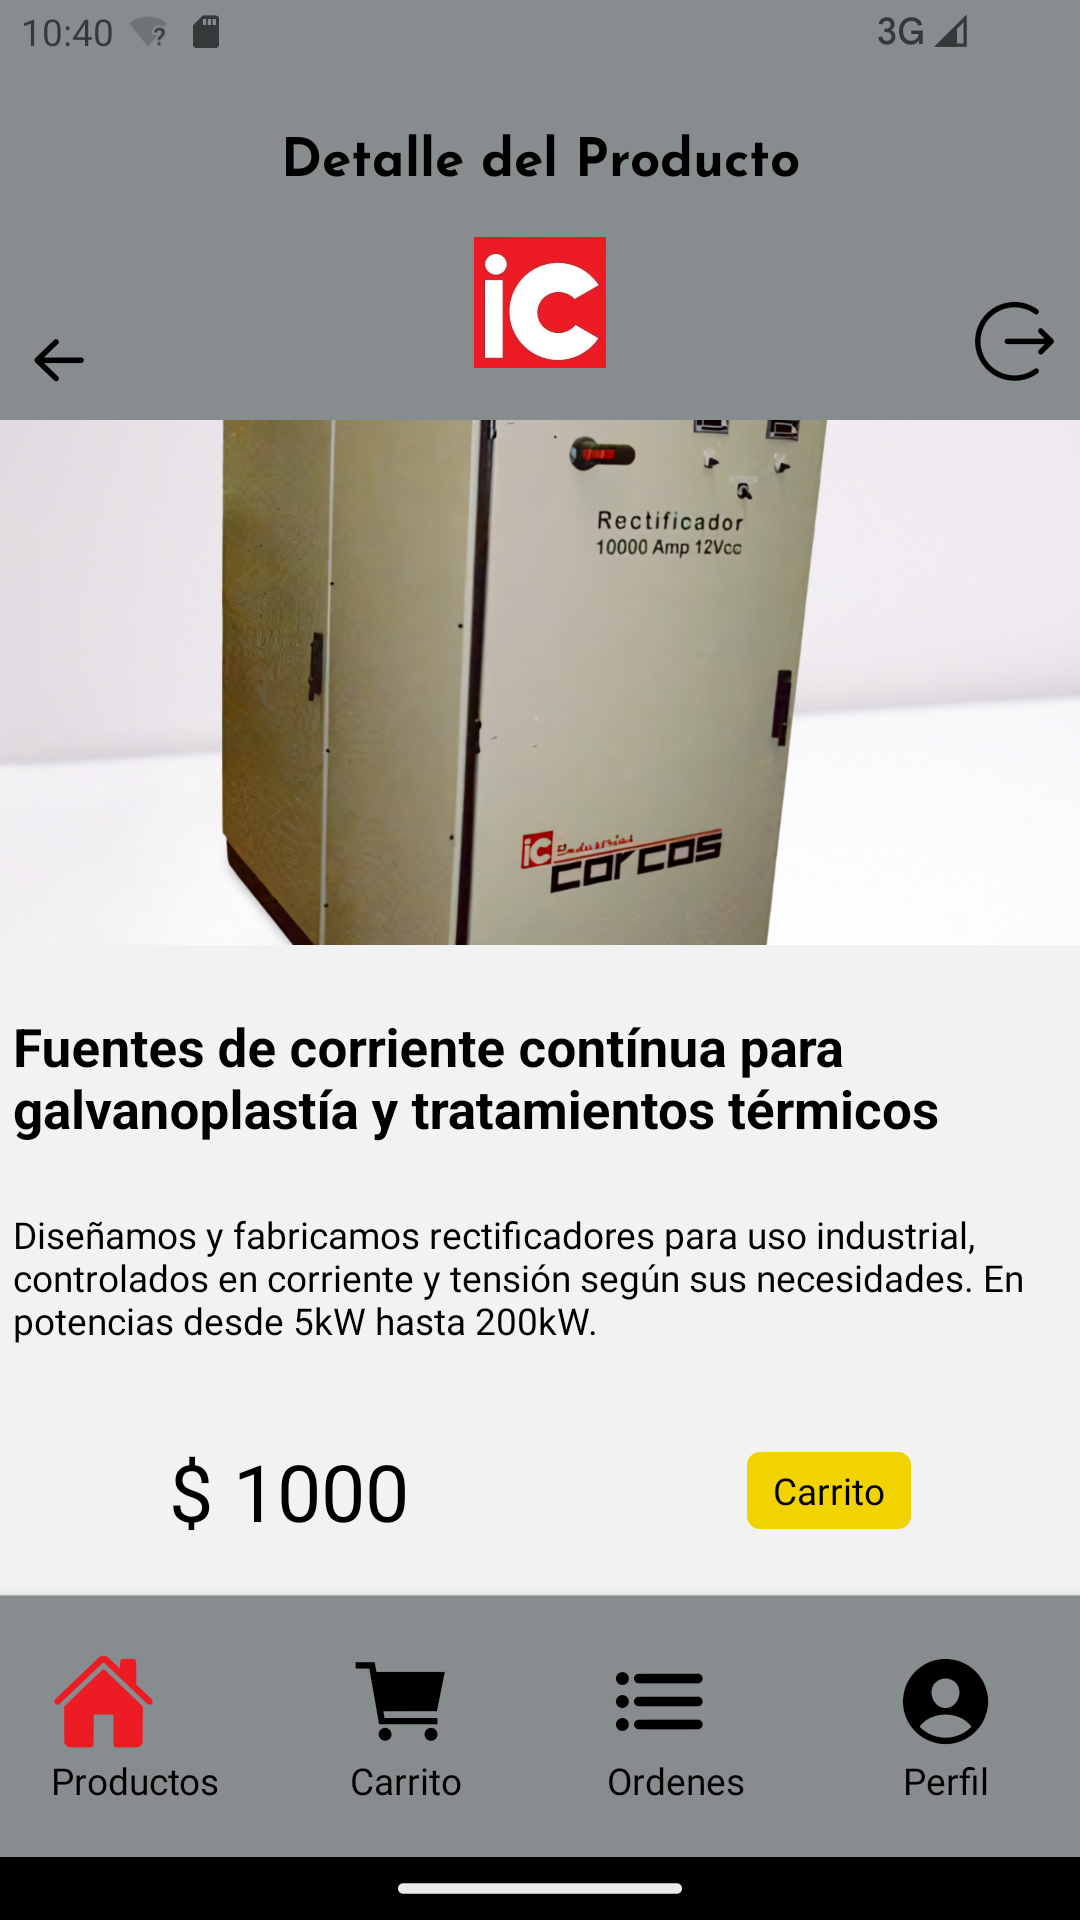 10:40
3G
Detalle del Producto
iC
Rectificador
10000 Amp 12Vcc
iC Industrias
corcos
Fuentes de corriente contínua para
galvanoplastía y tratamientos térmicos
Diseñamos y fabricamos rectificadores para uso industrial,
controlados en corriente y tensión según sus necesidades. En
potencias desde 5kW hasta 200kW.
$ 1000
Carrito
Productos
Carrito
Ordenes
Perfil